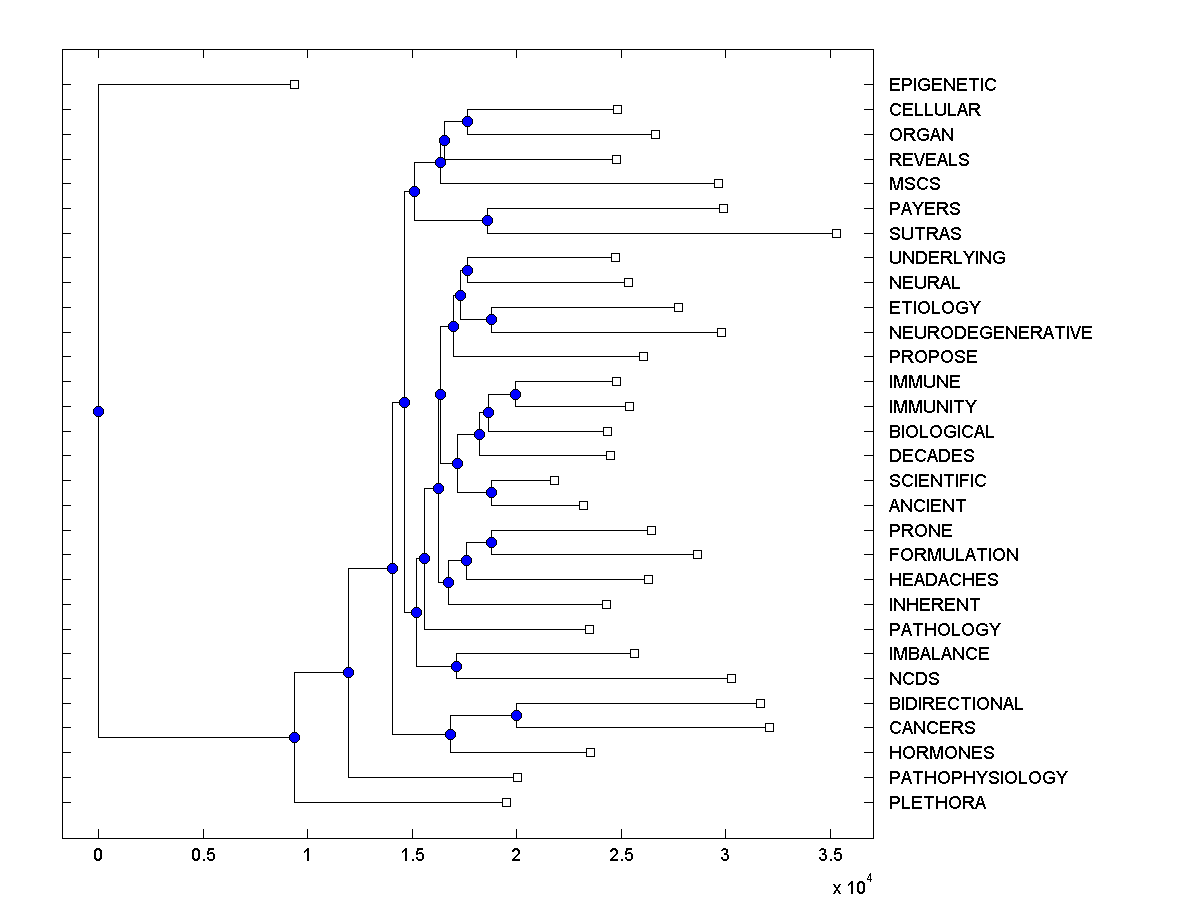 EPIGENETIC
CELLULAR
ORGAN
REVEALS
MSCS
PAYERS
SUTRAS
UNDERLYING
NEURAL
ETIOLOGY
NEURODEGENERATIVE
PROPOSE
IMMUNE
IMMUNITY
BIOLOGICAL
DECADES
SCIENTIFIC
ANCIENT
PRONE
FORMULATION
HEADACHES
INHERENT
PATHOLOGY
IMBALANCE
NCDS
BIDIRECTIONAL
CANCERS
HORMONES
PATHOPHYSIOLOGY
PLETHORA
0 0.5 1 1.5 2 2.5 3 3.5
x 10^4